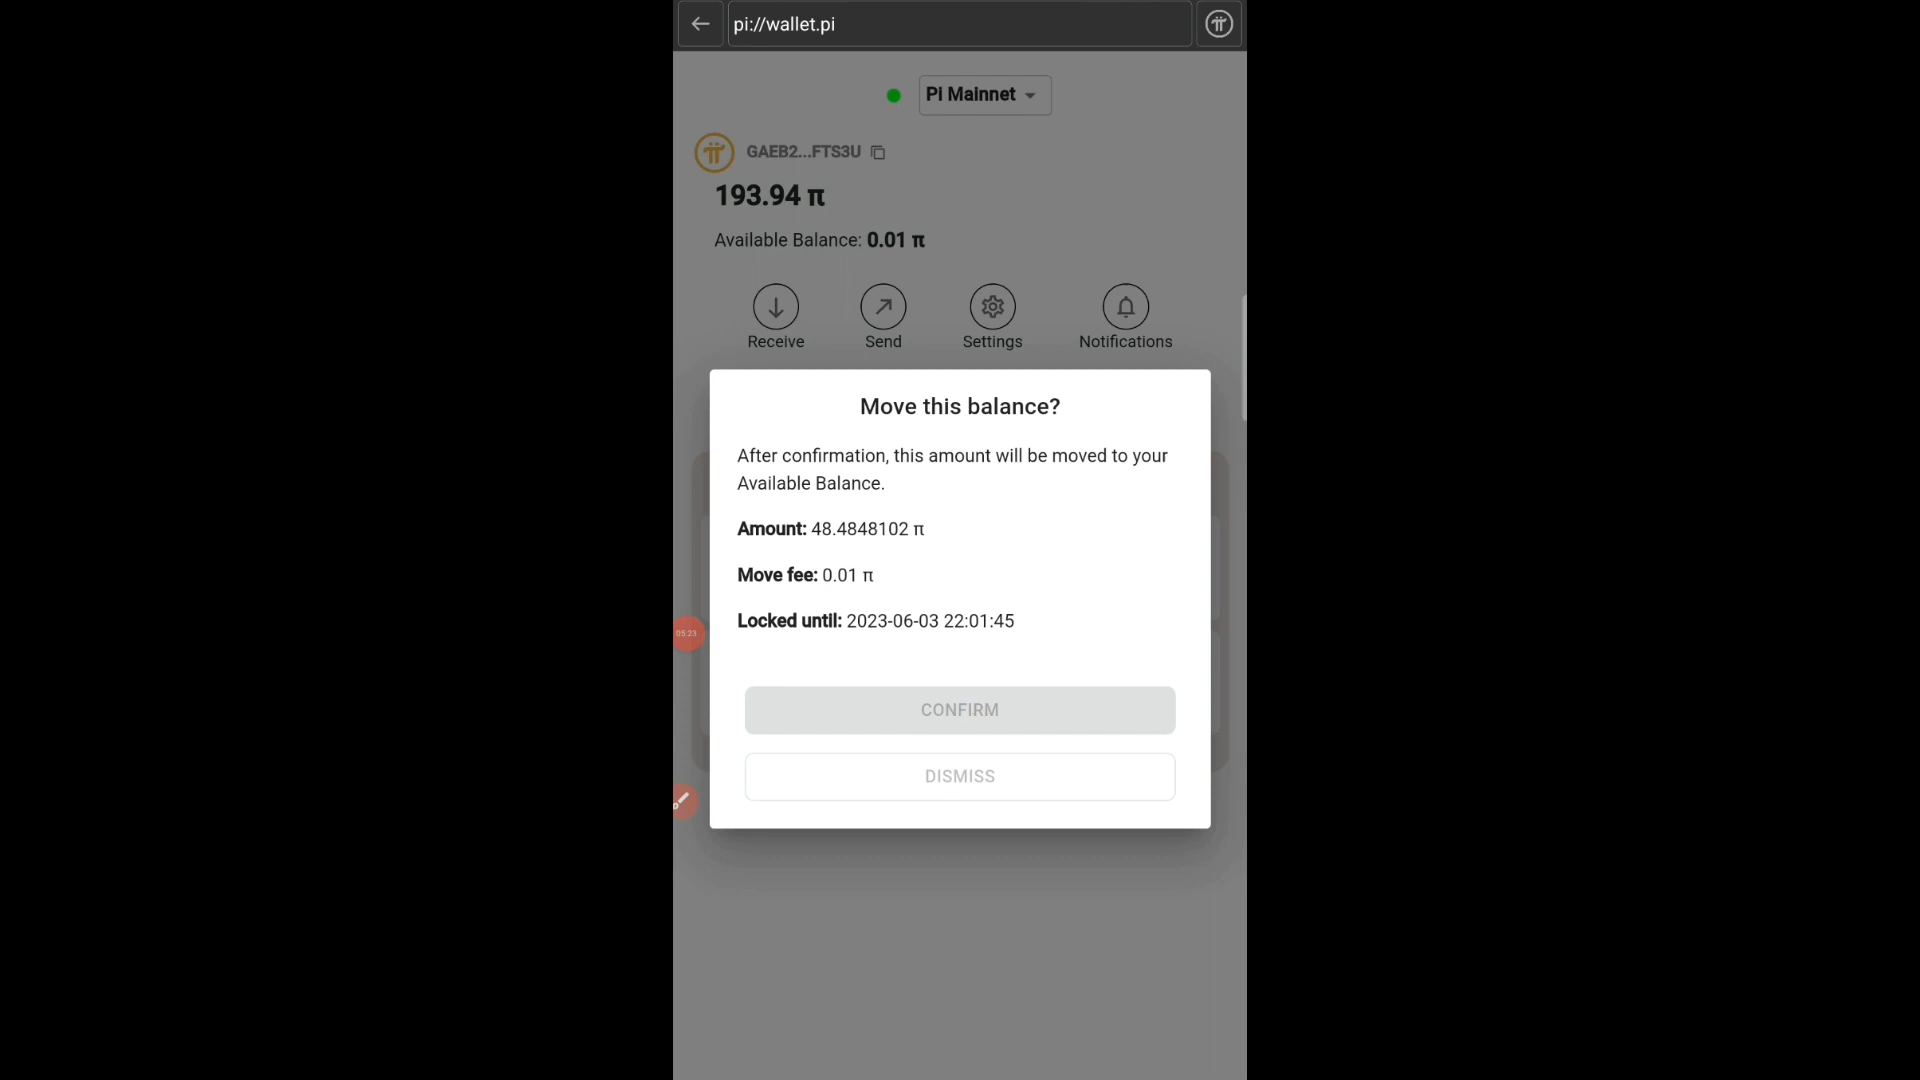 pi://wallet.pi
Pi Mainnet
GAEB2...FTS3U
193.94 π
Available Balance: 0.01 π
Receive
Send
Settings
Notifications
Move this balance?
After confirmation, this amount will be moved to your
Available Balance.
Amount: 48.4848102 π
Move fee: 0.01 π
Locked until: 2023-06-03 22:01:45
05:23
CONFIRM
DISMISS